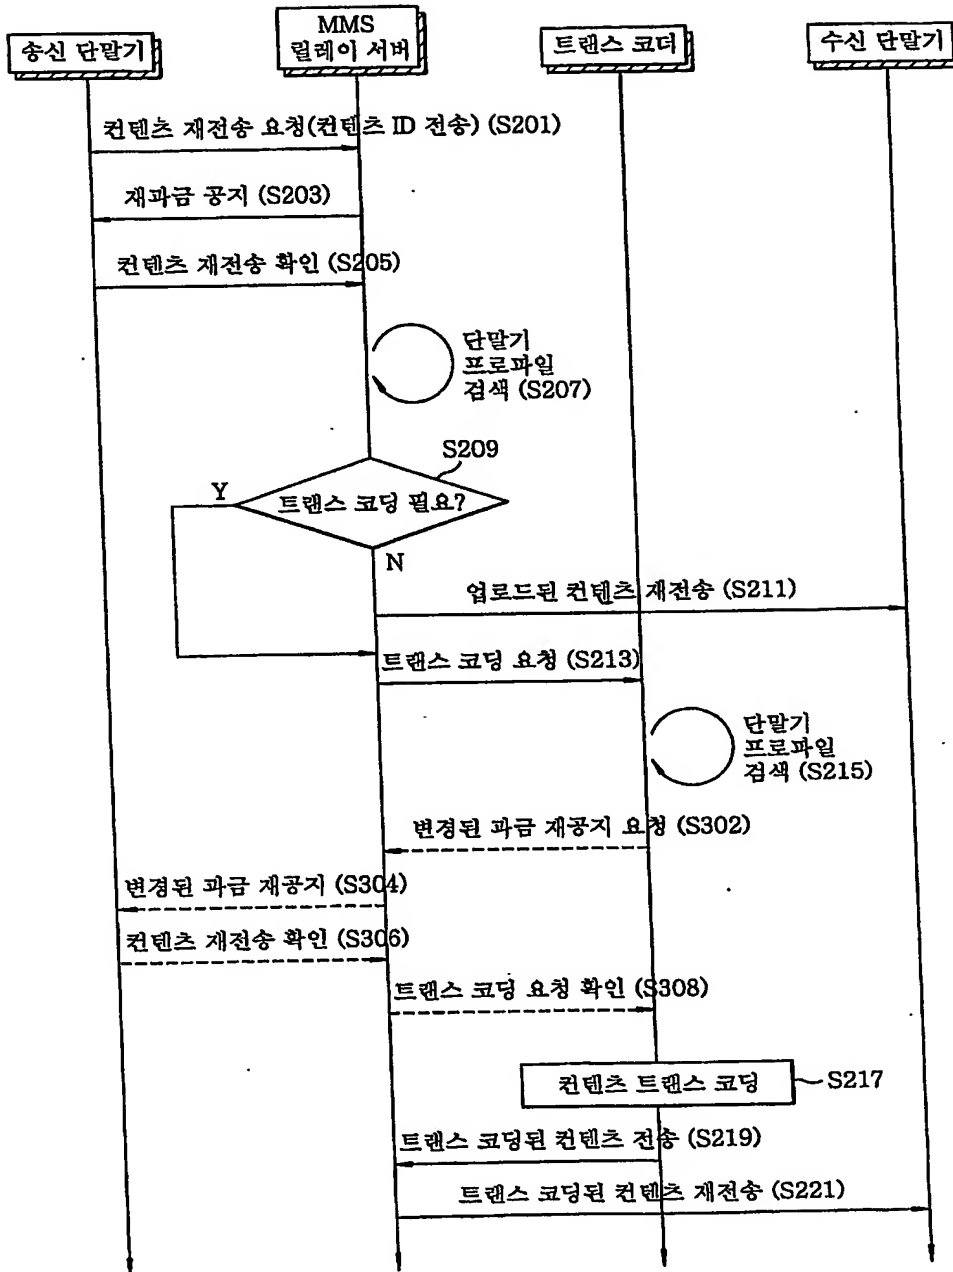 송신 단말기
MMS
릴레이 서버
트랜스 코더
수신 단말기
컨텐츠 재전송 요청(컨텐츠 ID 전송) (S201)
재과금 공지 (S203)
컨텐츠 재전송 확인 (S205)
단말기
프로파일
검색 (S207)
S209
Y
트랜스 코딩 필요?
N
업로드된 컨텐츠 재전송 (S211)
트랜스 코딩 요청 (S213)
단말기
프로파일
검색 (S215)
변경된 과금 재공지 요청 (S302)
변경된 과금 재공지 (S304)
컨텐츠 재전송 확인 (S306)
트랜스 코딩 요청 확인 (S308)
컨텐츠 트랜스 코딩
S217
트랜스 코딩된 컨텐츠 전송 (S219)
트랜스 코딩된 컨텐츠 재전송 (S221)